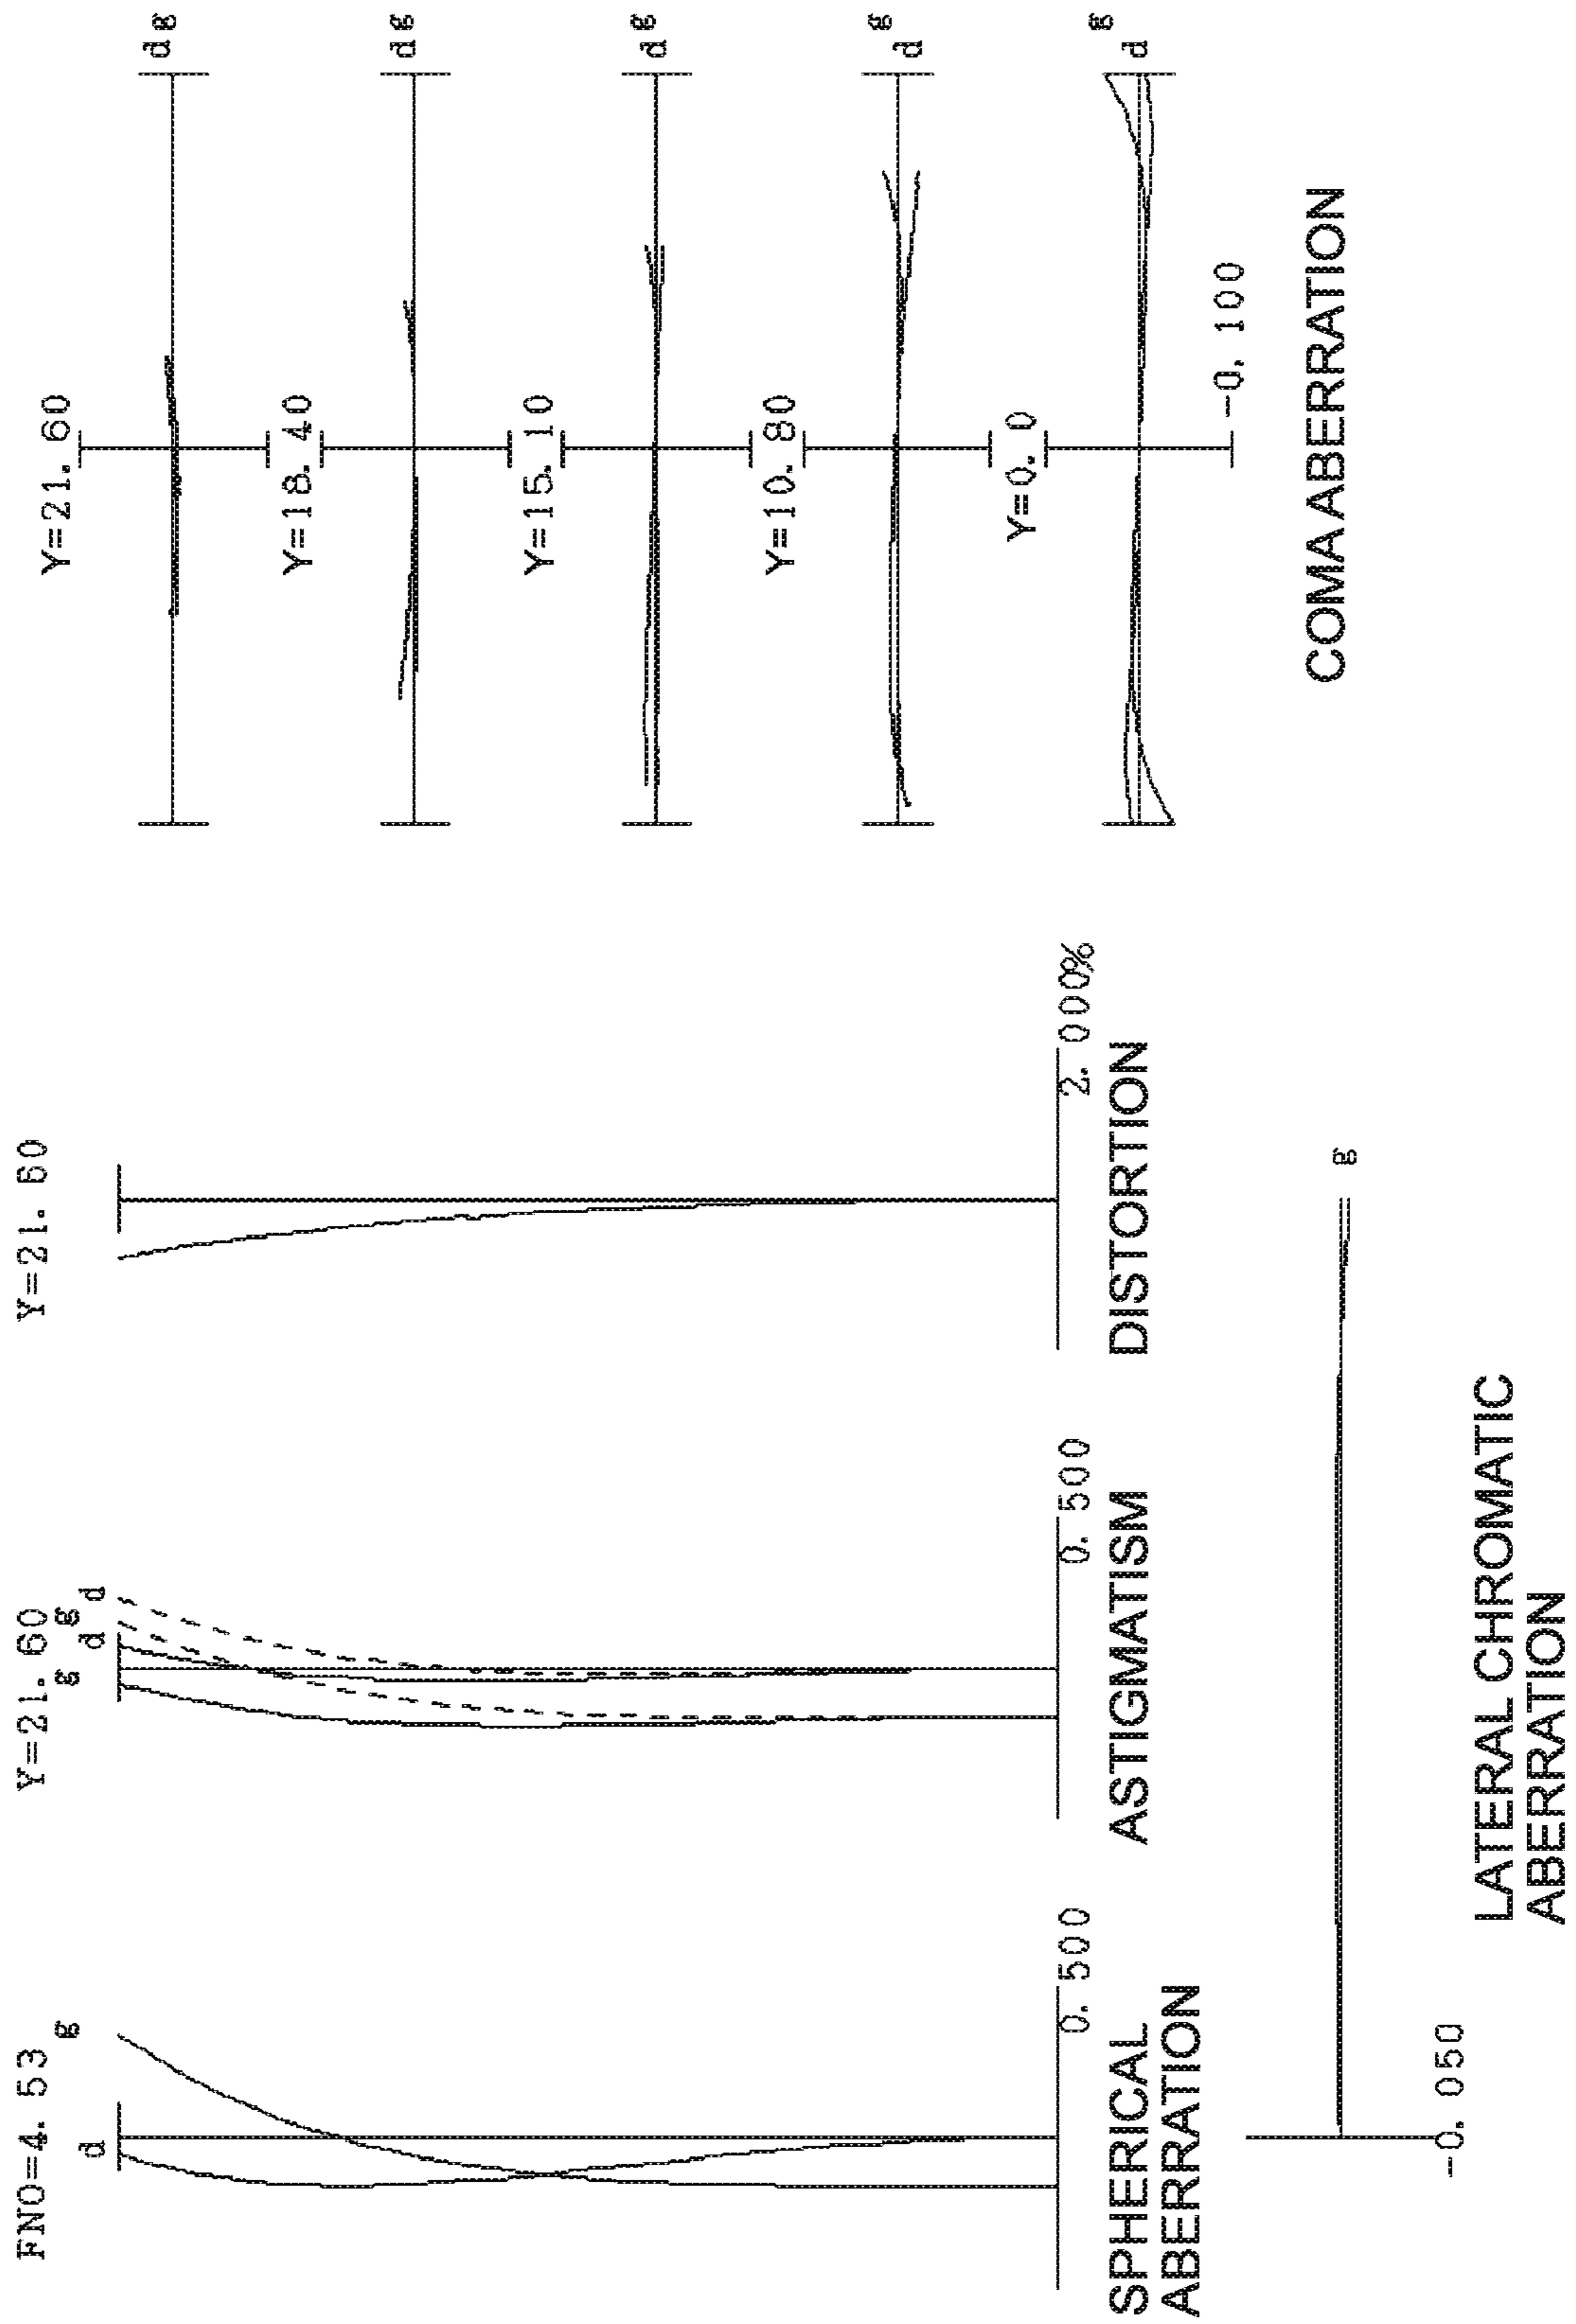 FNO=4.53
g
d
0.500
SPHERICAL
ABERRATION
Y=21.60
g
d
g
d
0.500
ASTIGMATISM
Y=21.60
2.000%
DISTORTION
Y=21.60
d g
Y=18.40
d g
Y=15.10
d g
Y=10.80
g
d
Y=0.0
g
d
-0.100
COMA ABERRATION
g
-0.050
LATERAL CHROMATIC
ABERRATION